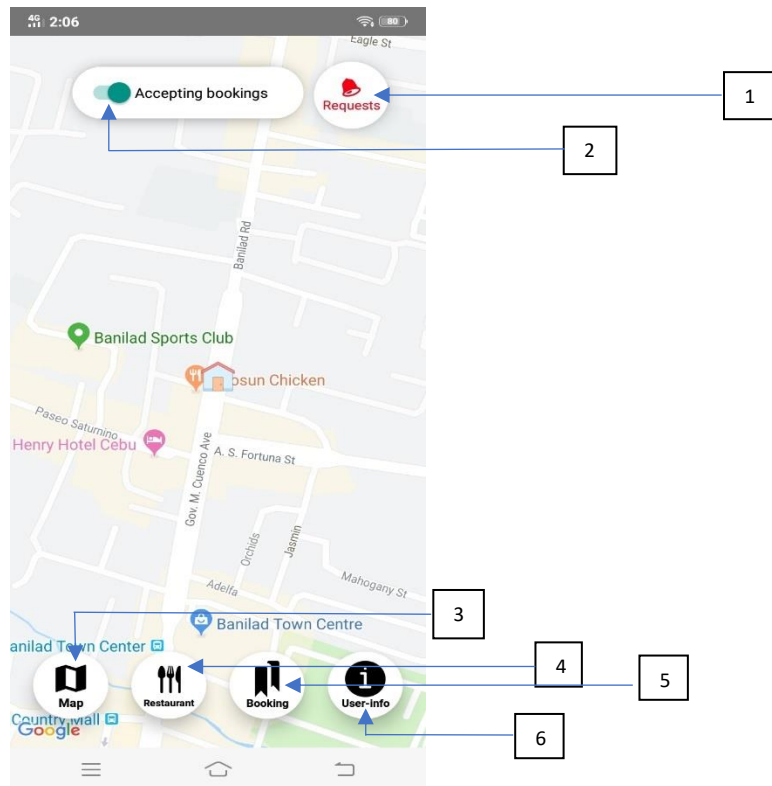 4G 2:06 80
Eagle St
Accepting bookings
Requests
1
2
Banilad Rd
Banilad Sports Club
osun Chicken
Paseo Saturnino
Henry Hotel Cebu
A. S. Fortuna St
Gov. M. Cuenco Ave
Orchids
Jasmin
Adelfa
Mahogany St
3
Banilad Town Centre
anilad Town Center
4
5
Map
Restaurant
Booking
User-info
Country Mall
Google
6